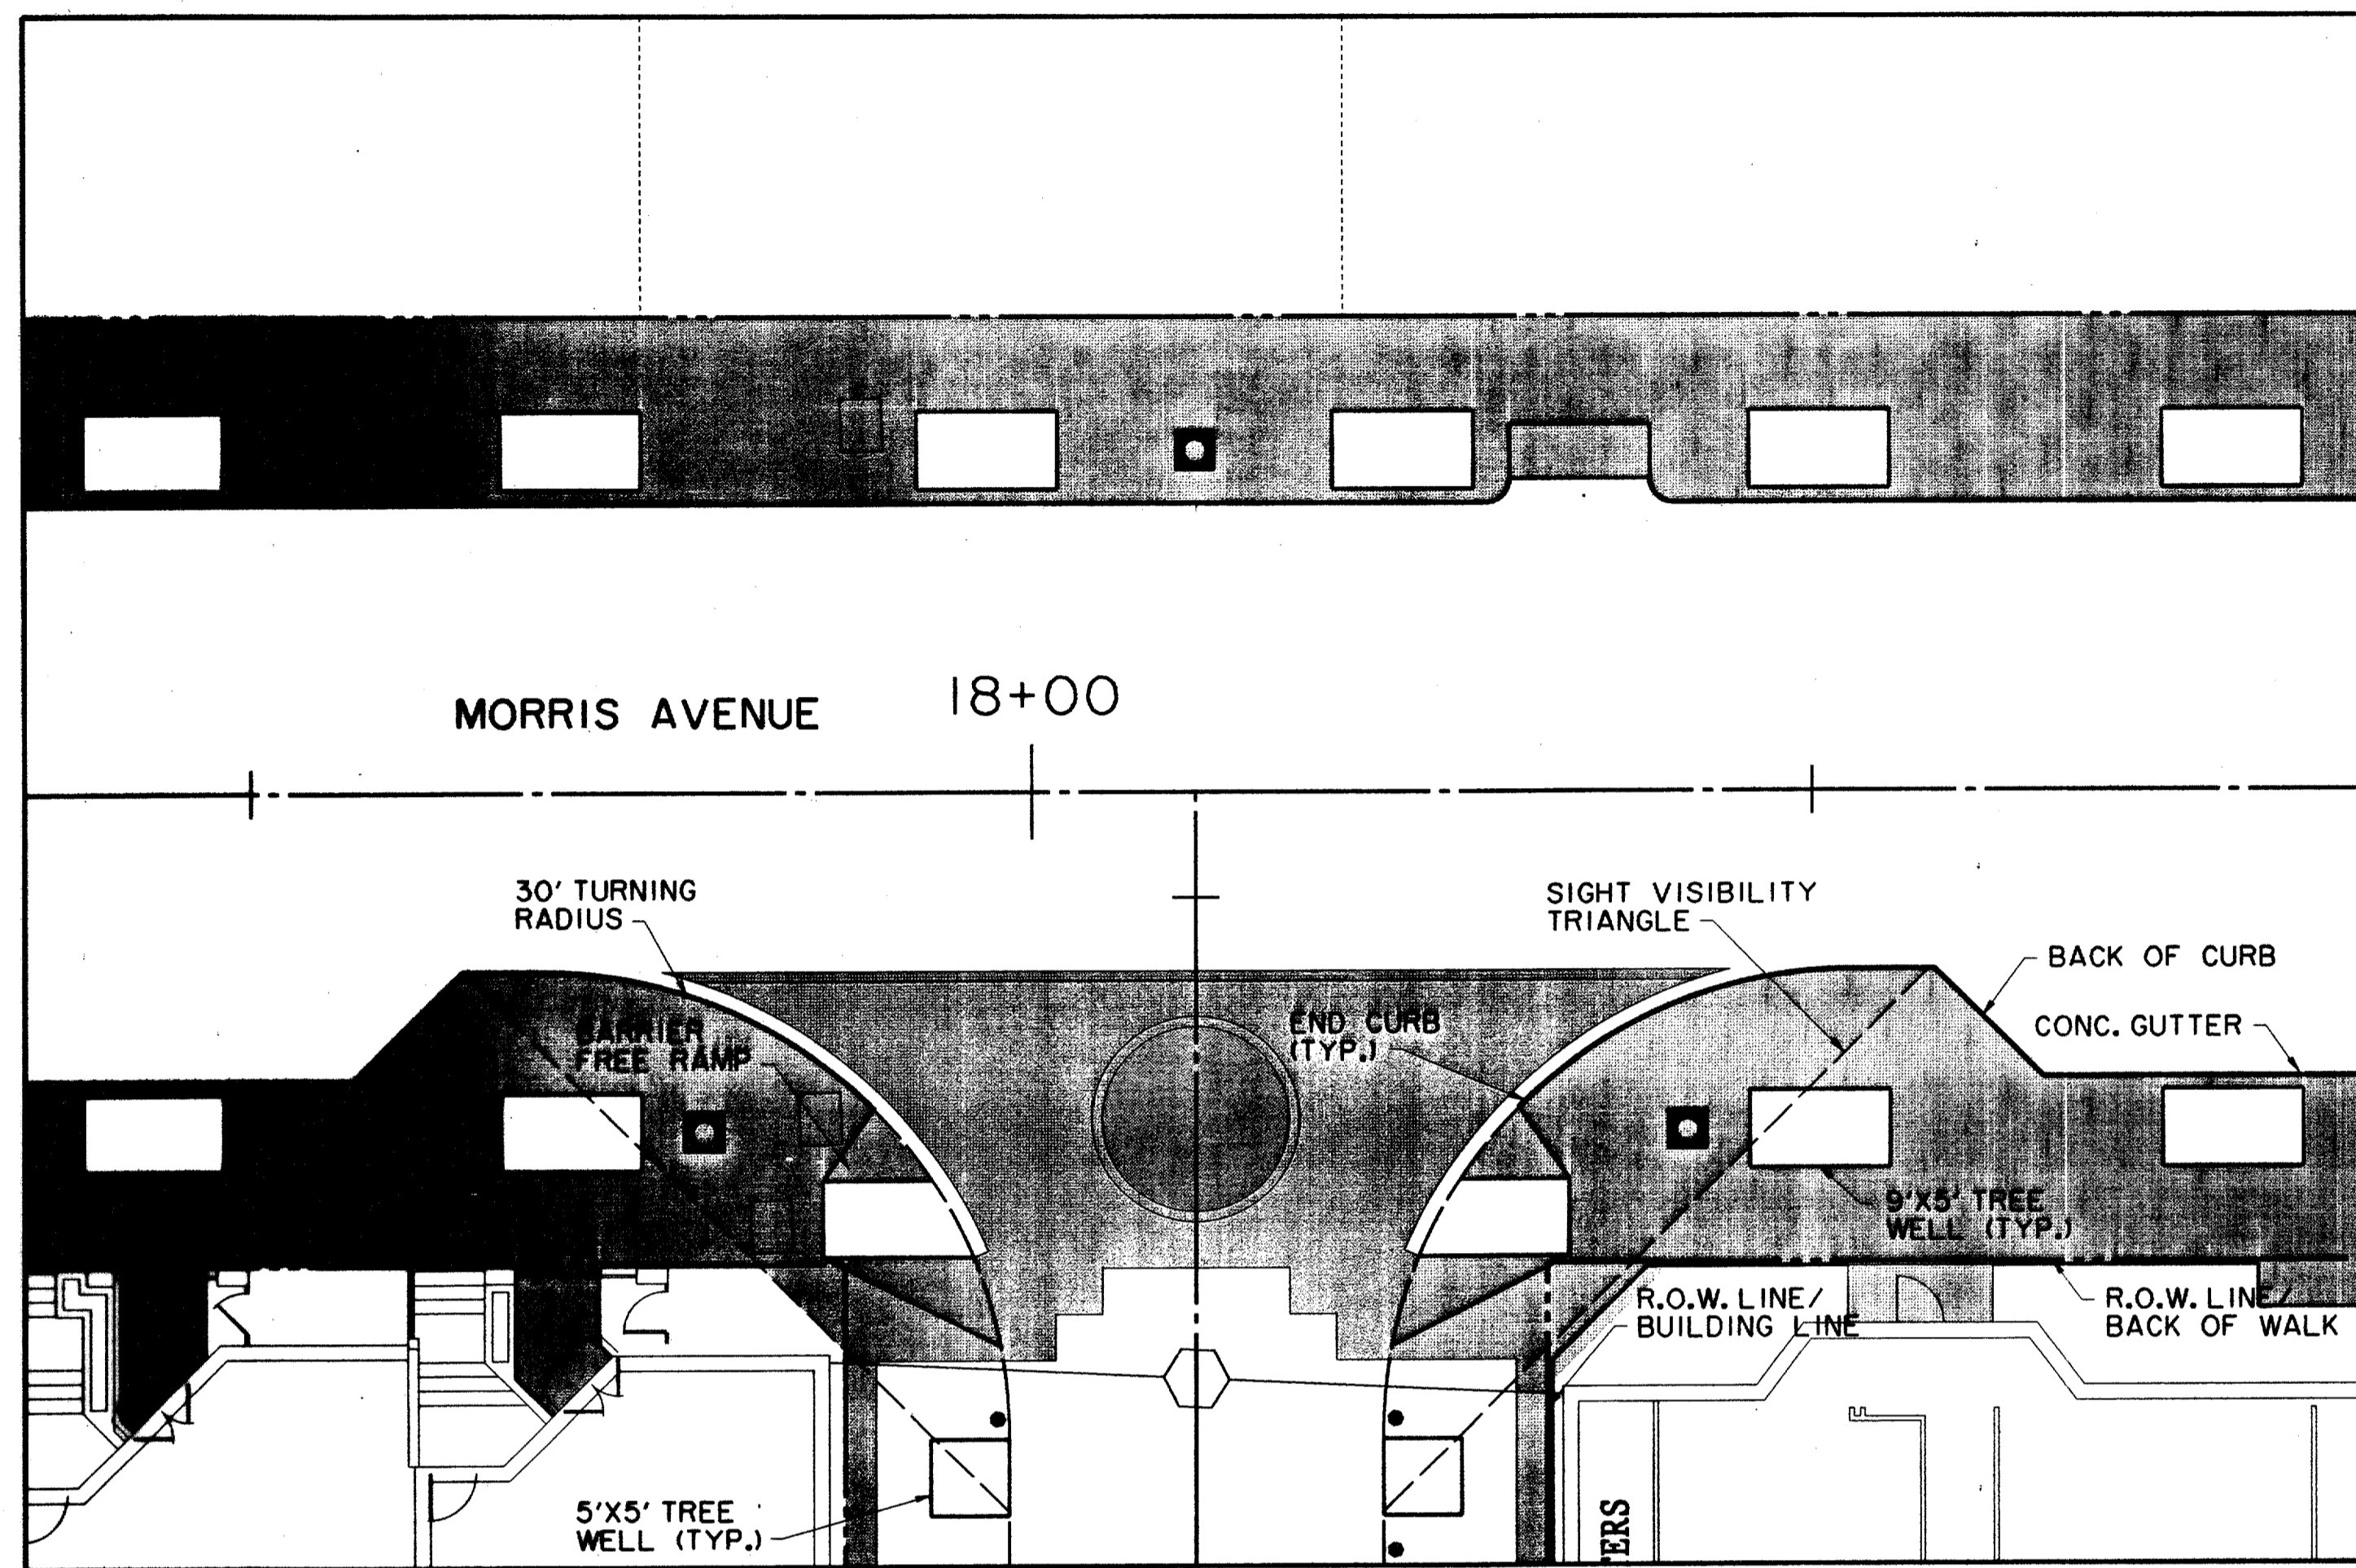 MORRIS AVENUE
18+00
30' TURNING
RADIUS
SIGHT VISIBILITY
TRIANGLE
BACK OF CURB
CONC. GUTTER
BARRIER
FREE RAMP
END CURB
(TYP.)
9'X5' TREE
WELL (TYP.)
R.O.W. LINE/
BUILDING LINE
R.O.W. LINE/
BACK OF WALK
5'X5' TREE
WELL (TYP.)
TERS